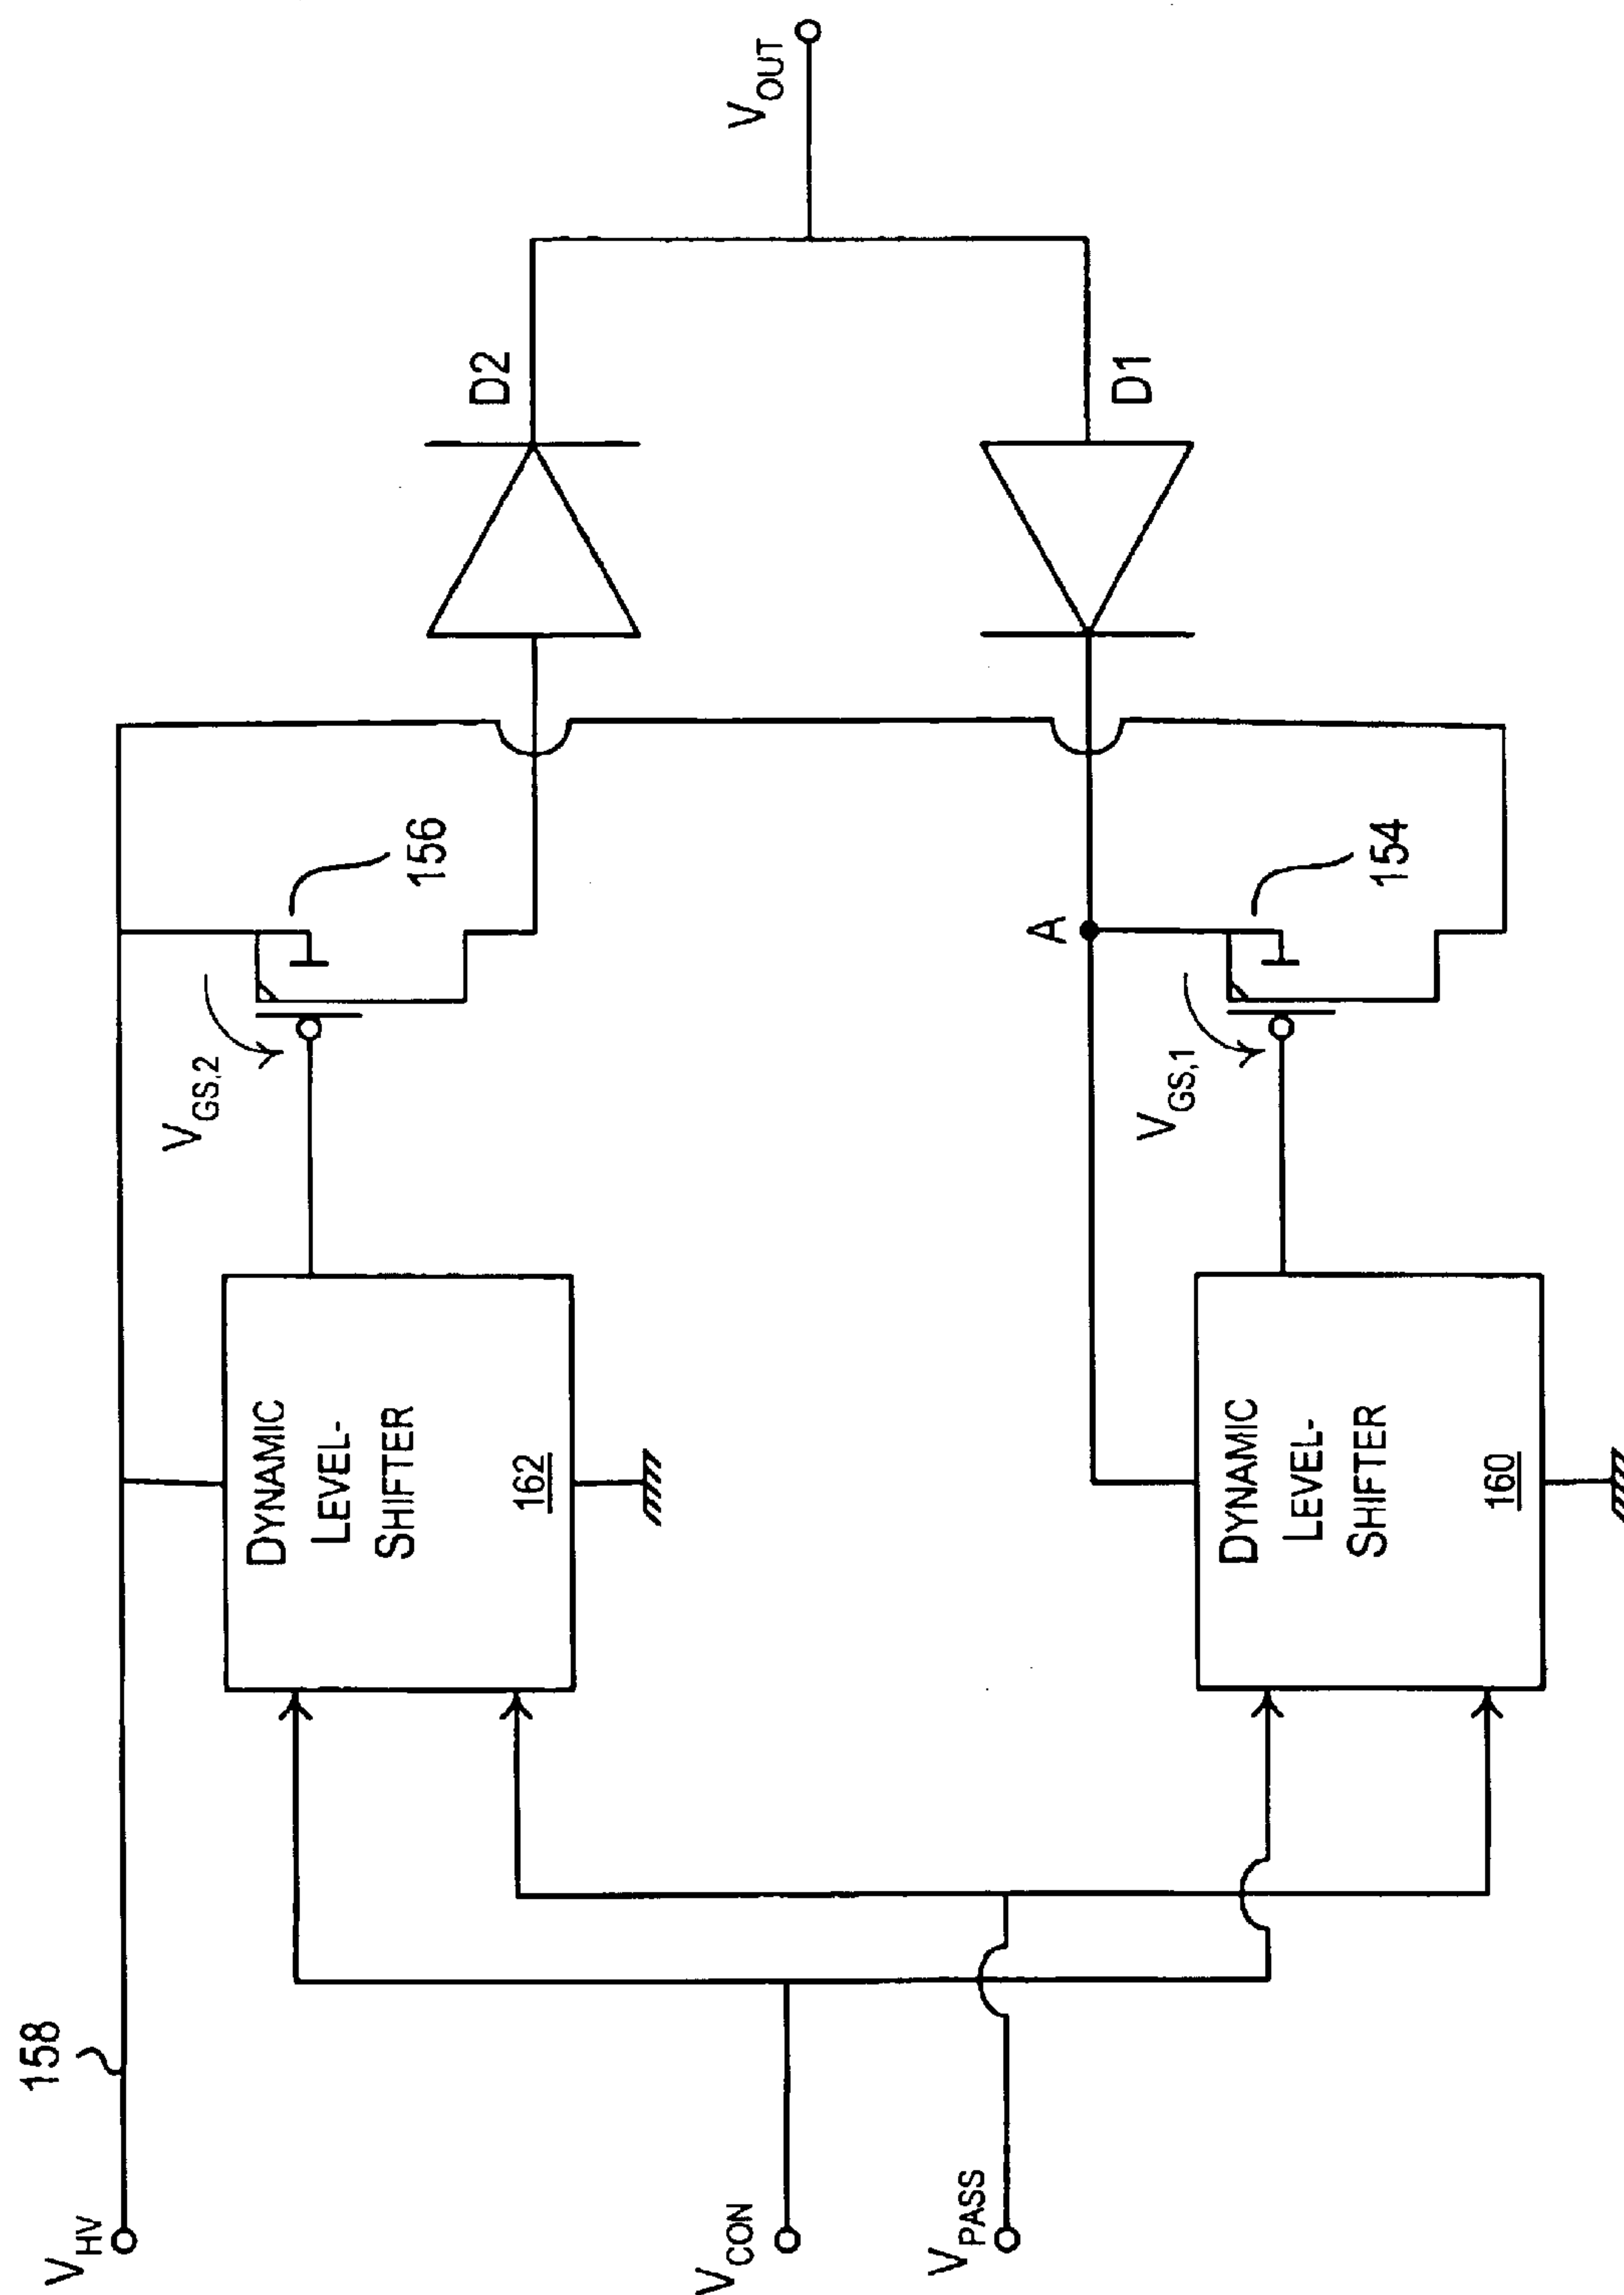 158
V_HV
V_CON
V_PASS
DYNAMIC
LEVEL-
SHIFTER
162
V_GS,2
156
D2
V_OUT
DYNAMIC
LEVEL-
SHIFTER
160
V_GS,1
A
154
D1